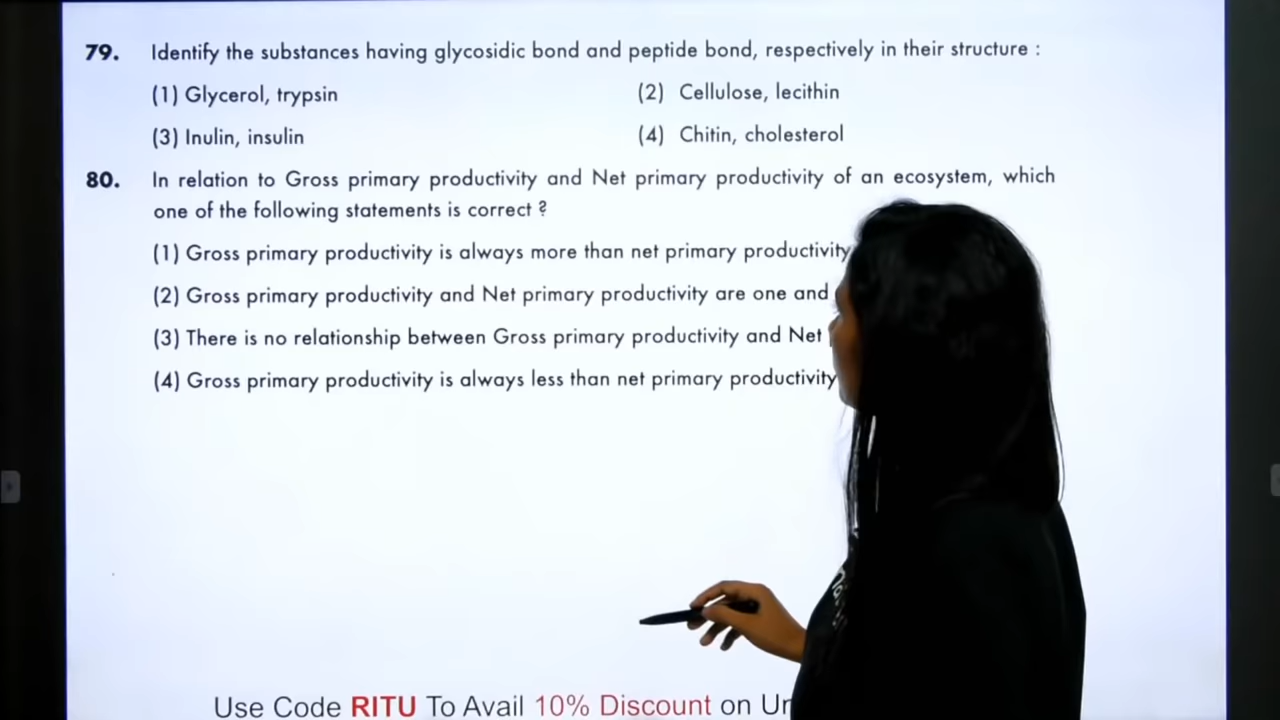 79. Identify the substances having glycosidic bond and peptide bond, respectively in their structure :
(1) Glycerol, trypsin (2) Cellulose, lecithin
(3) Inulin, insulin (4) Chitin, cholesterol
80. In relation to Gross primary productivity and Net primary productivity of an ecosystem, which
one of the following statements is correct ?
(1) Gross primary productivity is always more than net primary productivity
(2) Gross primary productivity and Net primary productivity are one and
(3) There is no relationship between Gross primary productivity and Net
(4) Gross primary productivity is always less than net primary productivity
Use Code RITU To Avail 10% Discount on